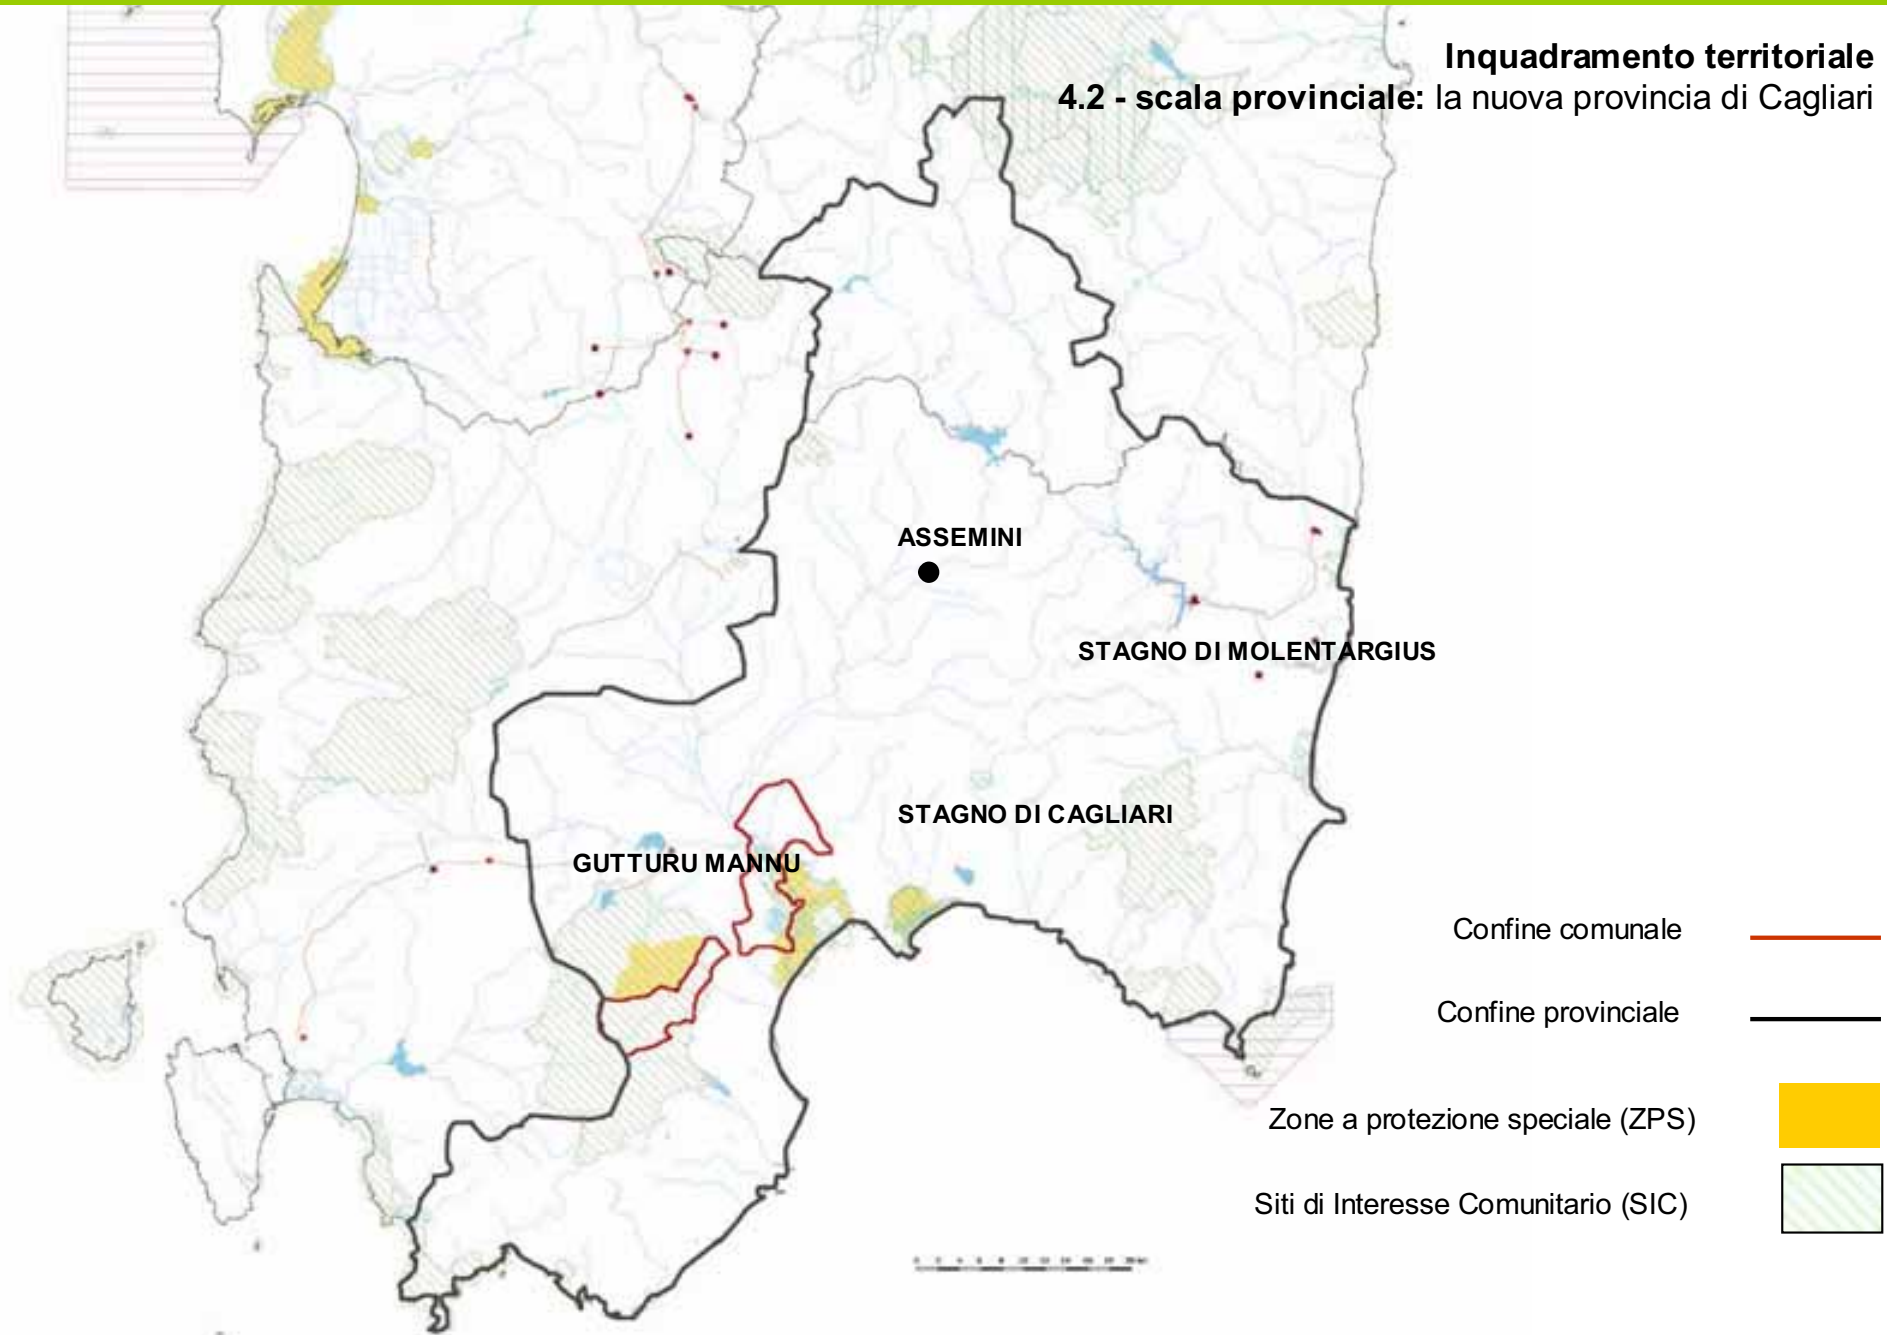 Inquadramento territoriale
4.2 - scala provinciale: la nuova provincia di Cagliari
ASSEMINI
STAGNO DI MOLENTARGIUS
STAGNO DI CAGLIARI
GUTTURU MANNU
Confine comunale
Confine provinciale
Zone a protezione speciale (ZPS)
Siti di Interesse Comunitario (SIC)